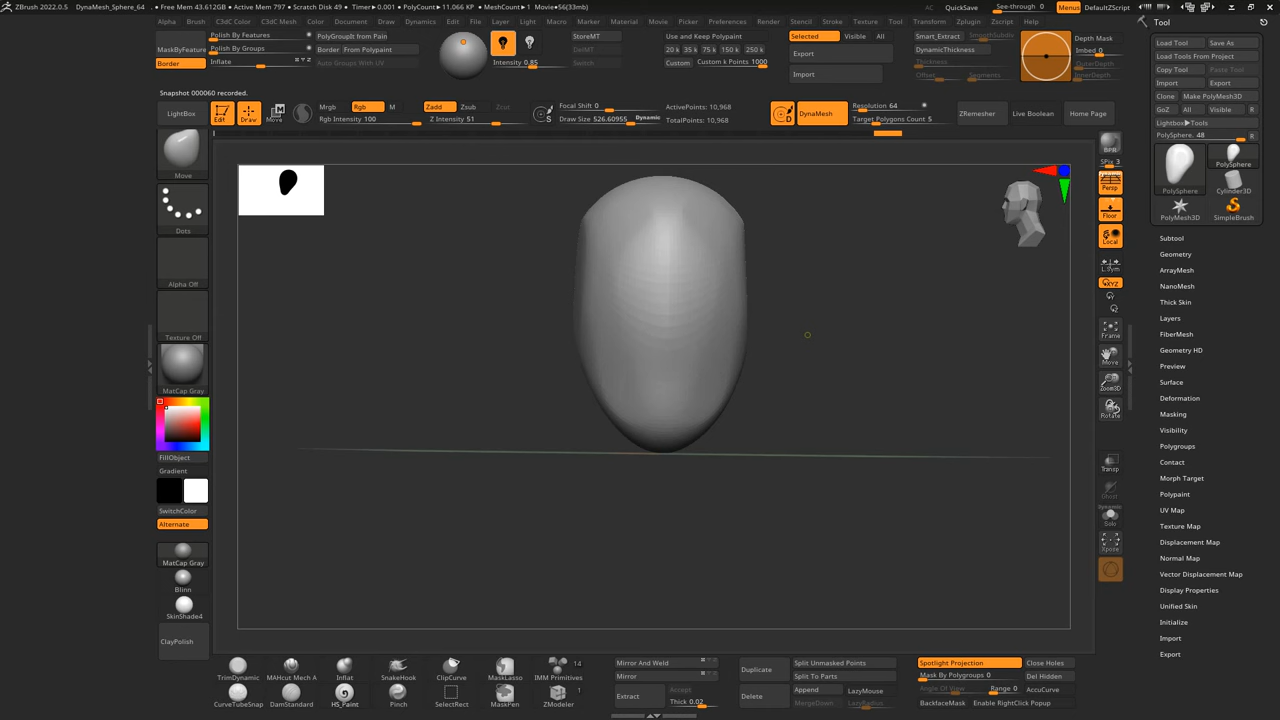 ZBrush 2022.0.5 DynaMesh_Sphere_64 • Free Mem 43.612GB • Active Mem 797 • Scratch Disk 49 • Timer▶0.001 • PolyCount▶11.066 KP • MeshCount▶1 • Movie▪56(33mb) AC QuickSave See-through 0 Menus DefaultZScript
Alpha Brush C3dC Color C3dC Mesh Color Document Draw Dynamics Edit File Layer Light Macro Marker Material Movie Picker Preferences Render Stencil Stroke Texture Tool Transform Zplugin Zscript Help
Tool
MaskByFeature
Border
Polish By Features
Polish By Groups
Inflate
PolyGroupIt from Pain
Border From Polypaint
Auto Groups With UV
Intensity 0.85
StoreMT
DelMT
Switch
Use and Keep Polypaint
20 k 35 k 75 k 150 k 250 k
Custom Custom k Points 1000
Selected Visible All
Export
Import
Smart_Extract SmoothSubdiv
DynamicThickness
Thickness
Offset Segments
Depth Mask
Imbed 0
OuterDepth
InnerDepth
Load Tool Save As
Load Tools From Project
Copy Tool Paste Tool
Import Export
Clone Make PolyMesh3D
GoZ All Visible R
Lightbox▶Tools
PolySphere. 48 R
PolySphere
PolySphere
Cylinder3D
PolyMesh3D
SimpleBrush
Snapshot 000060 recorded.
LightBox Edit Draw Move
Mrgb Rgb M
Rgb Intensity 100
Zadd Zsub Zcut
Z Intensity 51
S
Focal Shift 0
Draw Size 526.60955 Dynamic
ActivePoints: 10,968
TotalPoints: 10,968
D
DynaMesh
Resolution 64
Target Polygons Count 5
ZRemesher Live Boolean Home Page
Move
Dots
Alpha Off
Texture Off
MatCap Gray
FillObject
Gradient
SwitchColor
Alternate
MatCap Gray
Blinn
SkinShade4
ClayPolish
BPR
SPix 3
Dynamic
Persp
Floor
Local
L.Sym
XYZ
Frame
Move
Zoom3D
Rotate
Transp
Ghost
Dynamic
Solo
Xpose
Subtool
Geometry
ArrayMesh
NanoMesh
Thick Skin
Layers
FiberMesh
Geometry HD
Preview
Surface
Deformation
Masking
Visibility
Polygroups
Contact
Morph Target
Polypaint
UV Map
Texture Map
Displacement Map
Normal Map
Vector Displacement Map
Display Properties
Unified Skin
Initialize
Import
Export
14
TrimDynamic MAHcut Mech A Inflat SnakeHook ClipCurve MaskLasso IMM Primitives
1
CurveTubeSnap DamStandard HS_Paint Pinch SelectRect MaskPen ZModeler
Mirror And Weld
Mirror
Extract Accept
Thick 0.02
Duplicate
Delete
Split Unmasked Points
Split To Parts
Append LazyMouse
MergeDown LazyRadius
Spotlight Projection Close Holes
Mask By Polygroups 0 Del Hidden
Angle Of View Range 0 AccuCurve
BackfaceMask Enable RightClick Popup